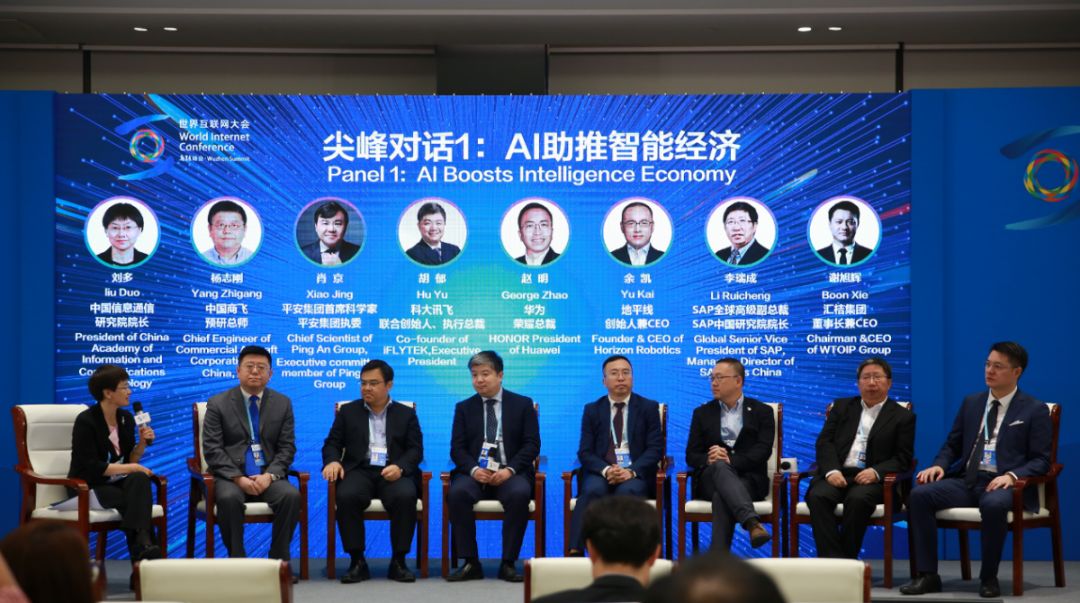 世界互联网大会
World Internet
Conference
乌镇峰会·Wuzhen Summit
尖峰对话1：AI助推智能经济
Panel 1: AI Boosts Intelligence Economy
刘多
liu Duo
中国信息通信
研究院院长
President of China
Academy of
Information and
杨志刚
Yang Zhigang
中国商飞
预研总师
Chief Engineer of
Commercial
China,
肖京
Xiao Jing
平安集团首席科学家
平安集团执委
Chief Scientist of
Ping An Group,
Executive
member of Ping
Group
胡郁
Hu Yu
科大讯飞
联合创始人、执行总裁
Co-founder of
iFLYTEK,Executive
President
赵明
George Zhao
华为
荣耀总裁
HONOR President
of Huawei
余凯
Yu Kai
地平线
创始人兼CEO
Founder & CEO of
Horizon Robotics
李瑞成
Li Ruicheng
SAP全球高级副总裁
SAP中国研究院院长
Global Senior Vice
President of SAP,
Director of
China
谢旭辉
Boon Xie
汇桔集团
董事长兼CEO
Chairman &CEO
of WTOIP Group